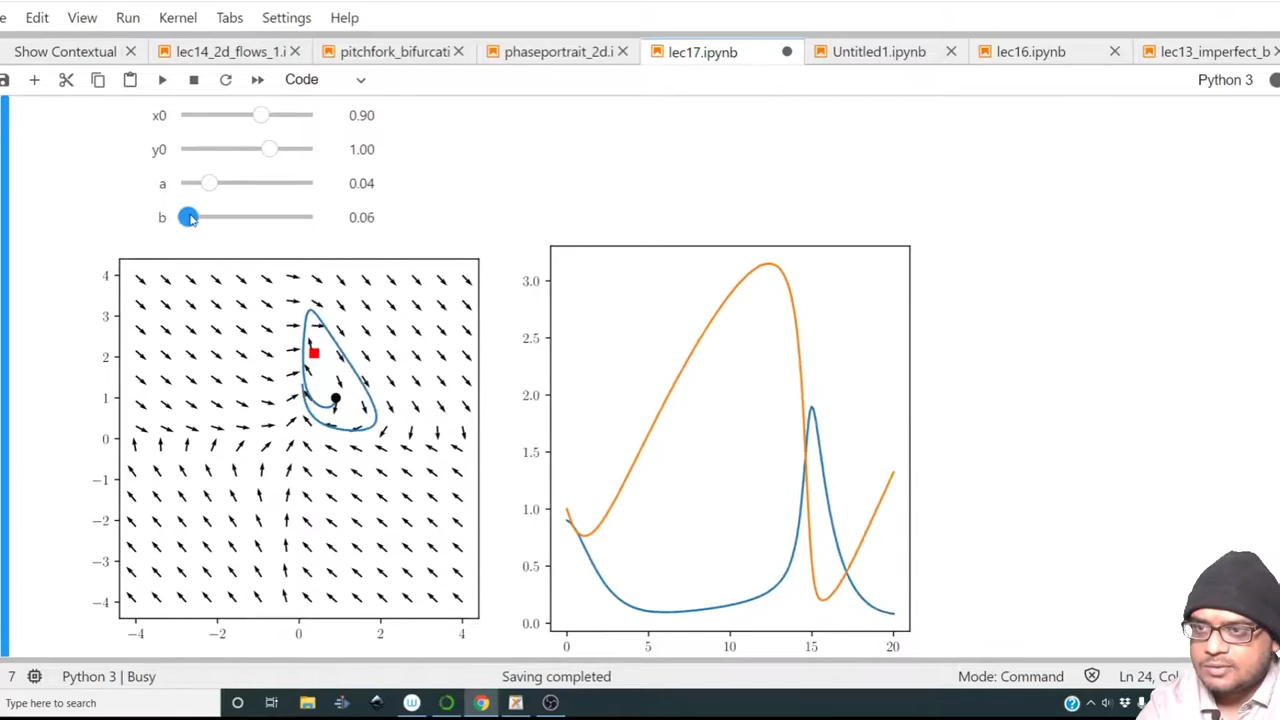 e Edit View Run Kernel Tabs Settings Help
Show Contextual lec14_2d_flows_1.i pitchfork_bifurcati phaseportrait_2d.i lec17.ipynb Untitled1.ipynb lec16.ipynb lec13_imperfect_b
Code Python 3
x0 0.90
y0 1.00
a 0.04
b 0.06
4
3
2
1
0
−1
−2
−3
−4
−4 −2 0 2 4
3.0
2.5
2.0
1.5
1.0
0.5
0.0
0 5 10 15 20
7 Python 3 | Busy Saving completed Mode: Command Ln 24, Col
Type here to search